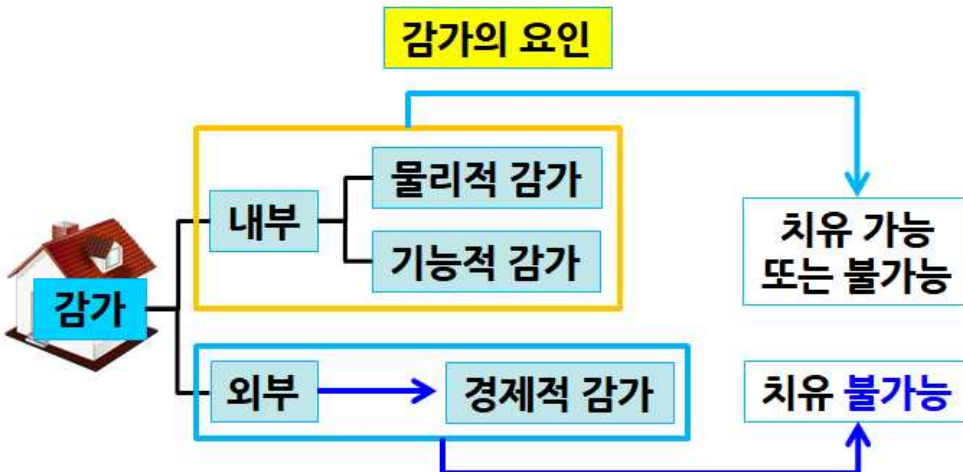 감가의 요인
물리적 감가
내부
기능적 감가
치유 가능
또는 불가능
감가
외부
경제적 감가
치유 불가능